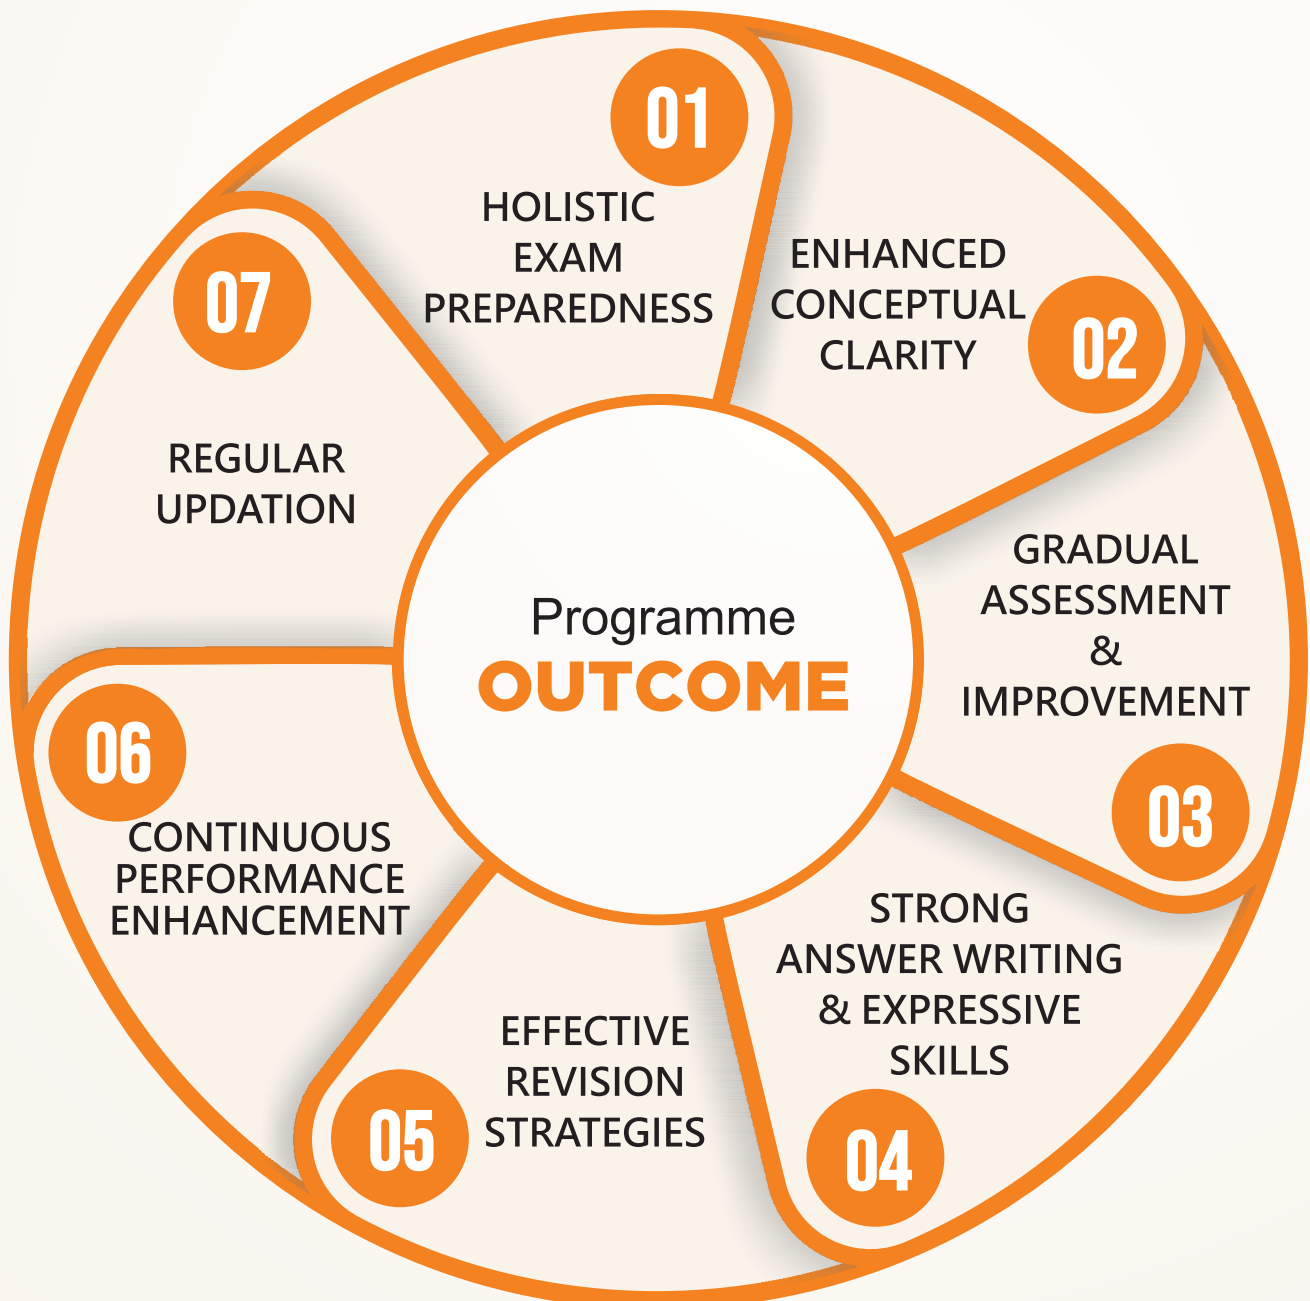 Programme
OUTCOME
01
HOLISTIC
EXAM
PREPAREDNESS
02
ENHANCED
CONCEPTUAL
CLARITY
GRADUAL
ASSESSMENT
&
IMPROVEMENT
03
STRONG
ANSWER WRITING
& EXPRESSIVE
SKILLS
04
EFFECTIVE
REVISION
STRATEGIES
05
06
CONTINUOUS
PERFORMANCE
ENHANCEMENT
07
REGULAR
UPDATION